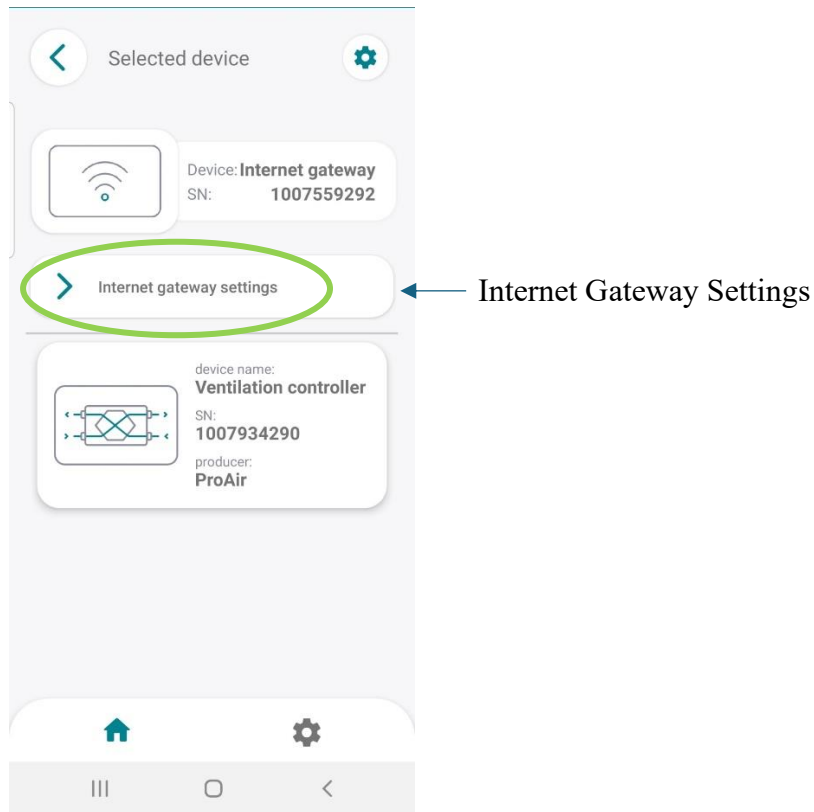 Selected device
Device: Internet gateway
SN: 1007559292
Internet gateway settings
Internet Gateway Settings
device name:
Ventilation controller
SN:
1007934290
producer:
ProAir